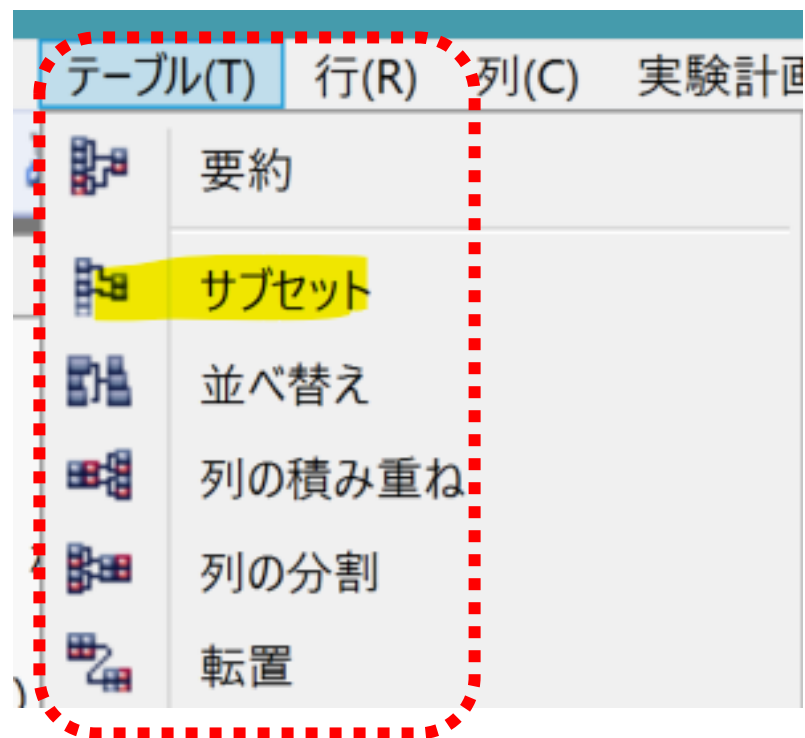 テーブル(T) 行(R) 列(C) 実験計画
要約
サブセット
並べ替え
列の積み重ね
列の分割
転置